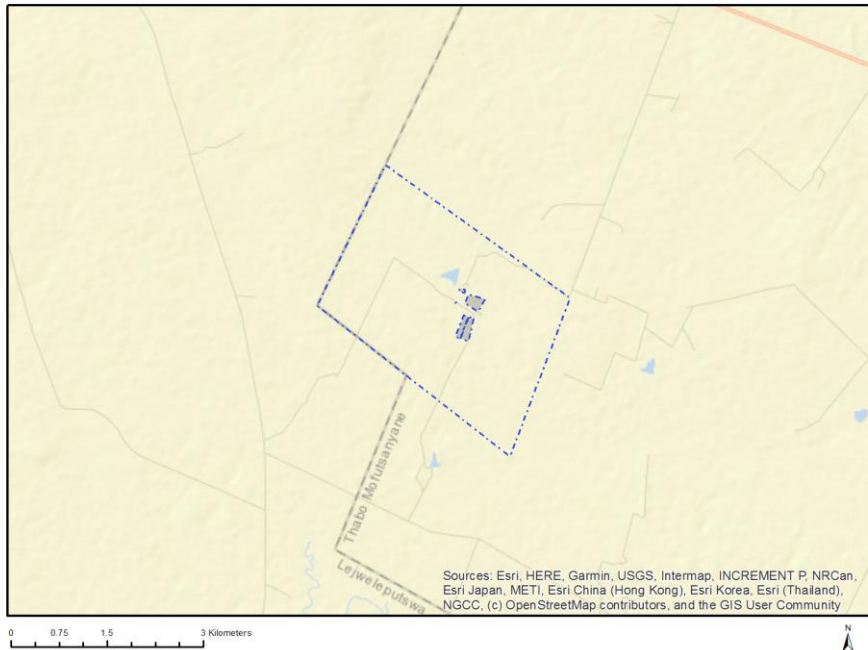 Thabo Mofutsanyane
Lejweleputswa
Sources: Esri, HERE, Garmin, USGS, Intermap, INCREMENT P, NRCan,
Esri Japan, METI, Esri China (Hong Kong), Esri Korea, Esri (Thailand),
NGCC, (c) OpenStreetMap contributors, and the GIS User Community
0 0.75 1.5 3 Kilometers
N